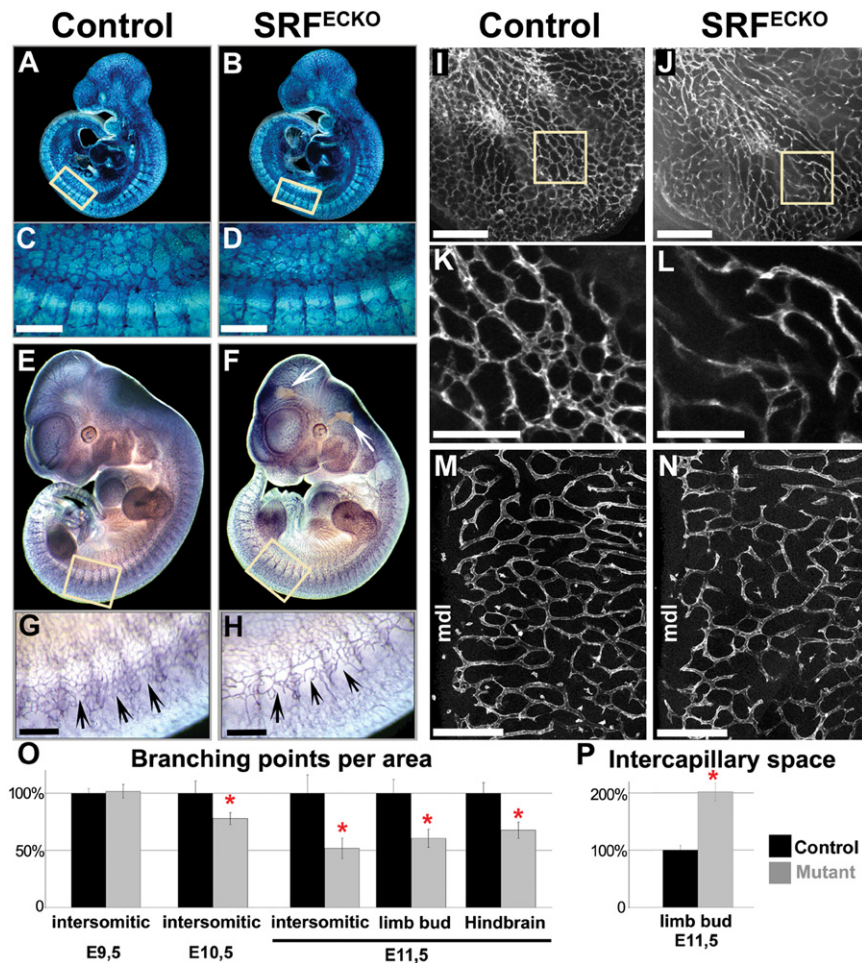 Control SRFECKO Control SRFECKO
A B I J
C D K L
E F
G H M N
mdl mdl
O Branching points per area P Intercapillary space
100% 200%
50% 100%
0 0
* * * * *
Control
Mutant
intersomitic intersomitic intersomitic limb bud Hindbrain limb bud
E9,5 E10,5 E11,5 E11,5